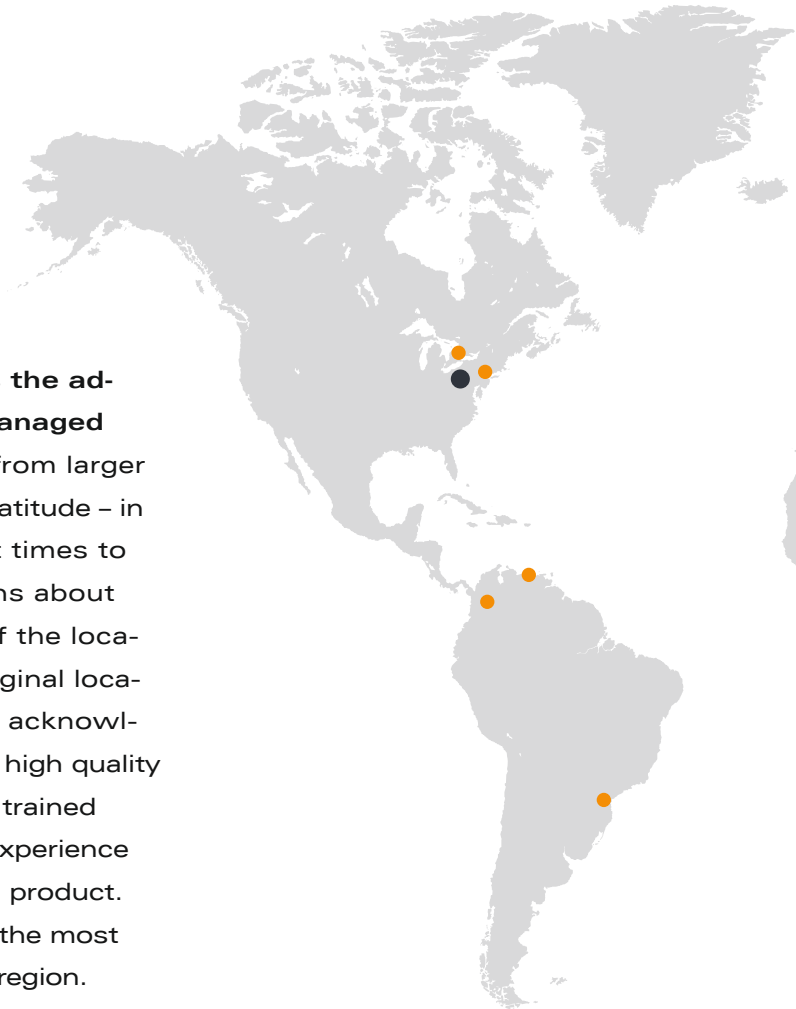 the ad-
anaged
from larger
atitude – in
times to
ns about
f the loca-
ginal loca-
acknowl-
high quality
trained
xperience
product.
the most
region.